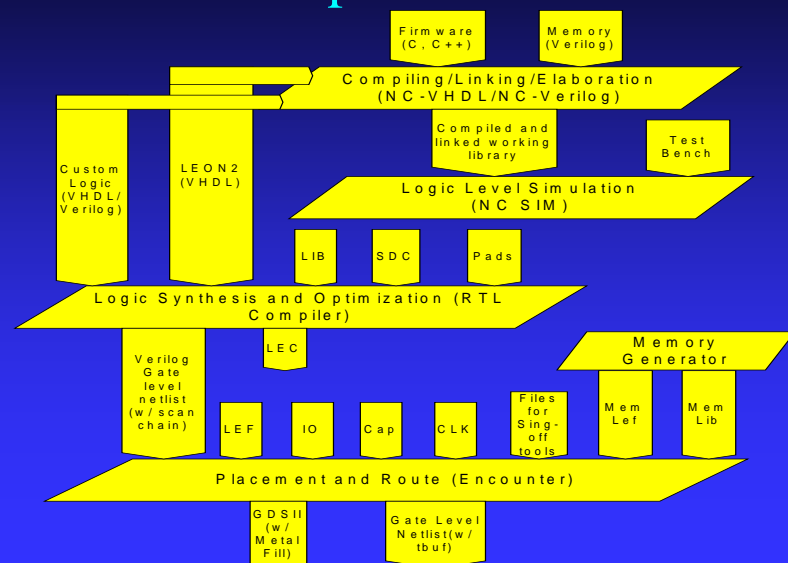 Firmware
(C, C++)
Memory
(Verilog)
Compiling/Linking/Elaboration
(NC-VHDL/NC-Verilog)
Compiled and
linked working
library
Test
Bench
Custom
Logic
(VHDL/
Verilog)
LEON2
(VHDL)
Logic Level Simulation
(NC SIM)
LIB
SDC
Pads
Logic Synthesis and Optimization (RTL
Compiler)
LEC
Memory
Generator
Verilog
Gate
level
netlist
(w/ scan
chain)
LEF
IO
Cap
CLK
Files
for
Sing-
off
tools
Mem
Lef
Mem
Lib
Placement and Route (Encounter)
GDSII
(w/
Metal
Fill)
Gate Level
Netlist(w/
tbuf)